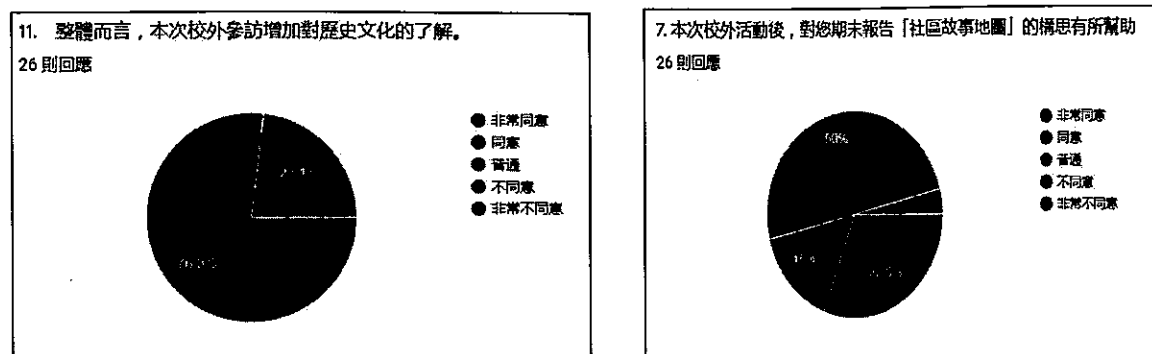 11. 整體而言，本次校外參訪增加對歷史文化的了解。
26 則回應
非常同意
同意
普通
不同意
非常不同意
7. 本次校外活動後，對您期末報告「社區故事地圖」的構思有所幫助
26 則回應
50%
非常同意
同意
普通
不同意
非常不同意